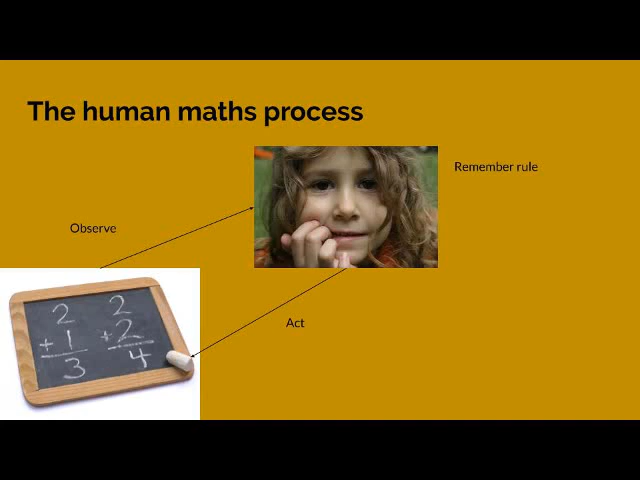 The human maths process
Remember rule
Observe
Act
2 2
+ 1 + 2
3 4